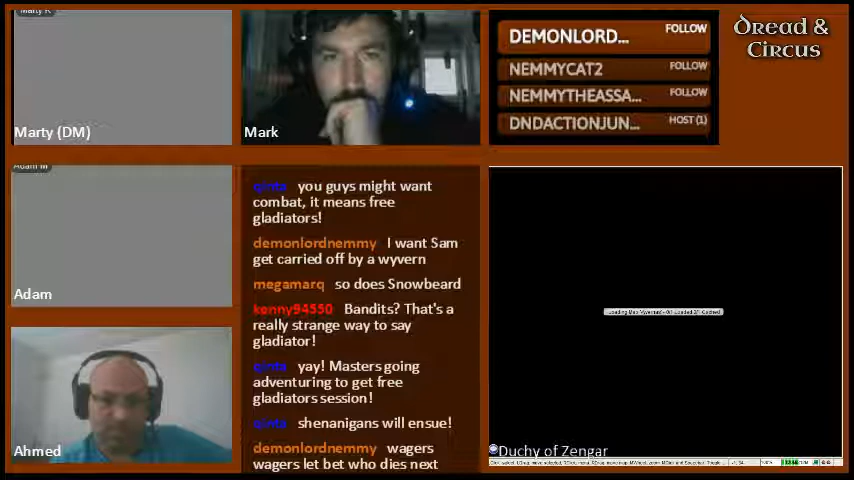 Marty K
Marty (DM)
Mark
DEMONLORD... FOLLOW
NEMMYCAT2 FOLLOW
NEMMYTHEASSA... FOLLOW
DNDACTIONJUN... HOST (1)
DREAD &
CIRCUS
Adam M
Adam
Ahmed
qinta you guys might want
combat, it means free
gladiators!
demonlordnemmy I want Sam
get carried off by a wyvern
megamarq so does Snowbeard
kenny94550 Bandits? That's a
really strange way to say
gladiator!
qinta yay! Masters going
adventuring to get free
gladiators session!
qinta shenanigans will ensue!
demonlordnemmy wagers
wagers let bet who dies next
Duchy of Zengar